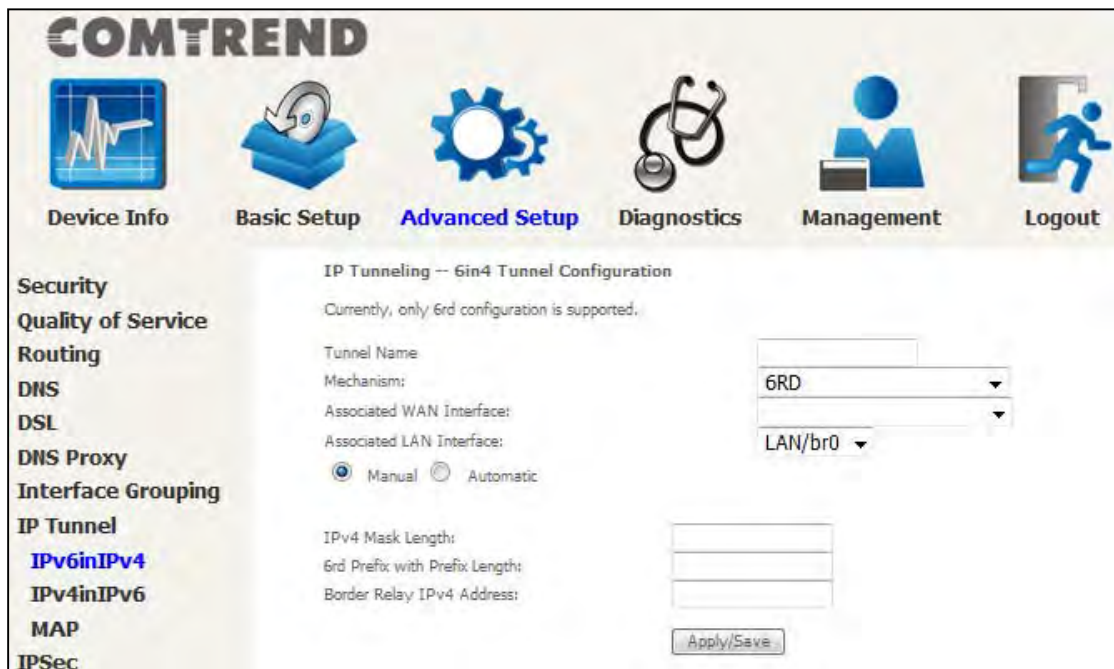 COMTREND
Device Info Basic Setup Advanced Setup Diagnostics Management Logout
Security
Quality of Service
Routing
DNS
DSL
DNS Proxy
Interface Grouping
IP Tunnel
IPv6inIPv4
IPv4inIPv6
MAP
IPSec
IP Tunneling -- 6in4 Tunnel Configuration
Currently, only 6rd configuration is supported.
Tunnel Name
Mechanism: 6RD
Associated WAN Interface:
Associated LAN Interface: LAN/br0
Manual Automatic
IPv4 Mask Length:
6rd Prefix with Prefix Length:
Border Relay IPv4 Address:
Apply/Save